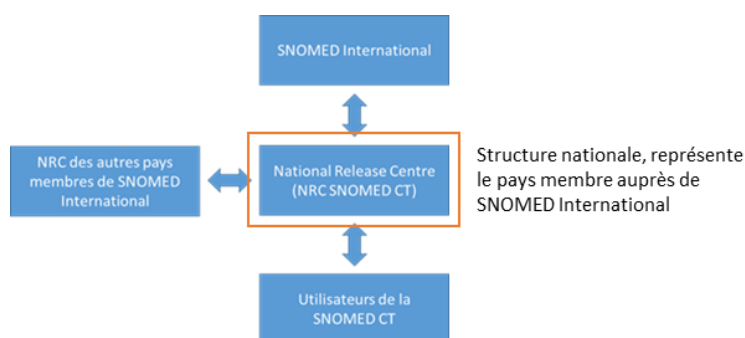 SNOMED International
NRC des autres pays
membres de SNOMED
International
National Release Centre
(NRC SNOMED CT)
Structure nationale, représente
le pays membre auprès de
SNOMED International
Utilisateurs de la
SNOMED CT